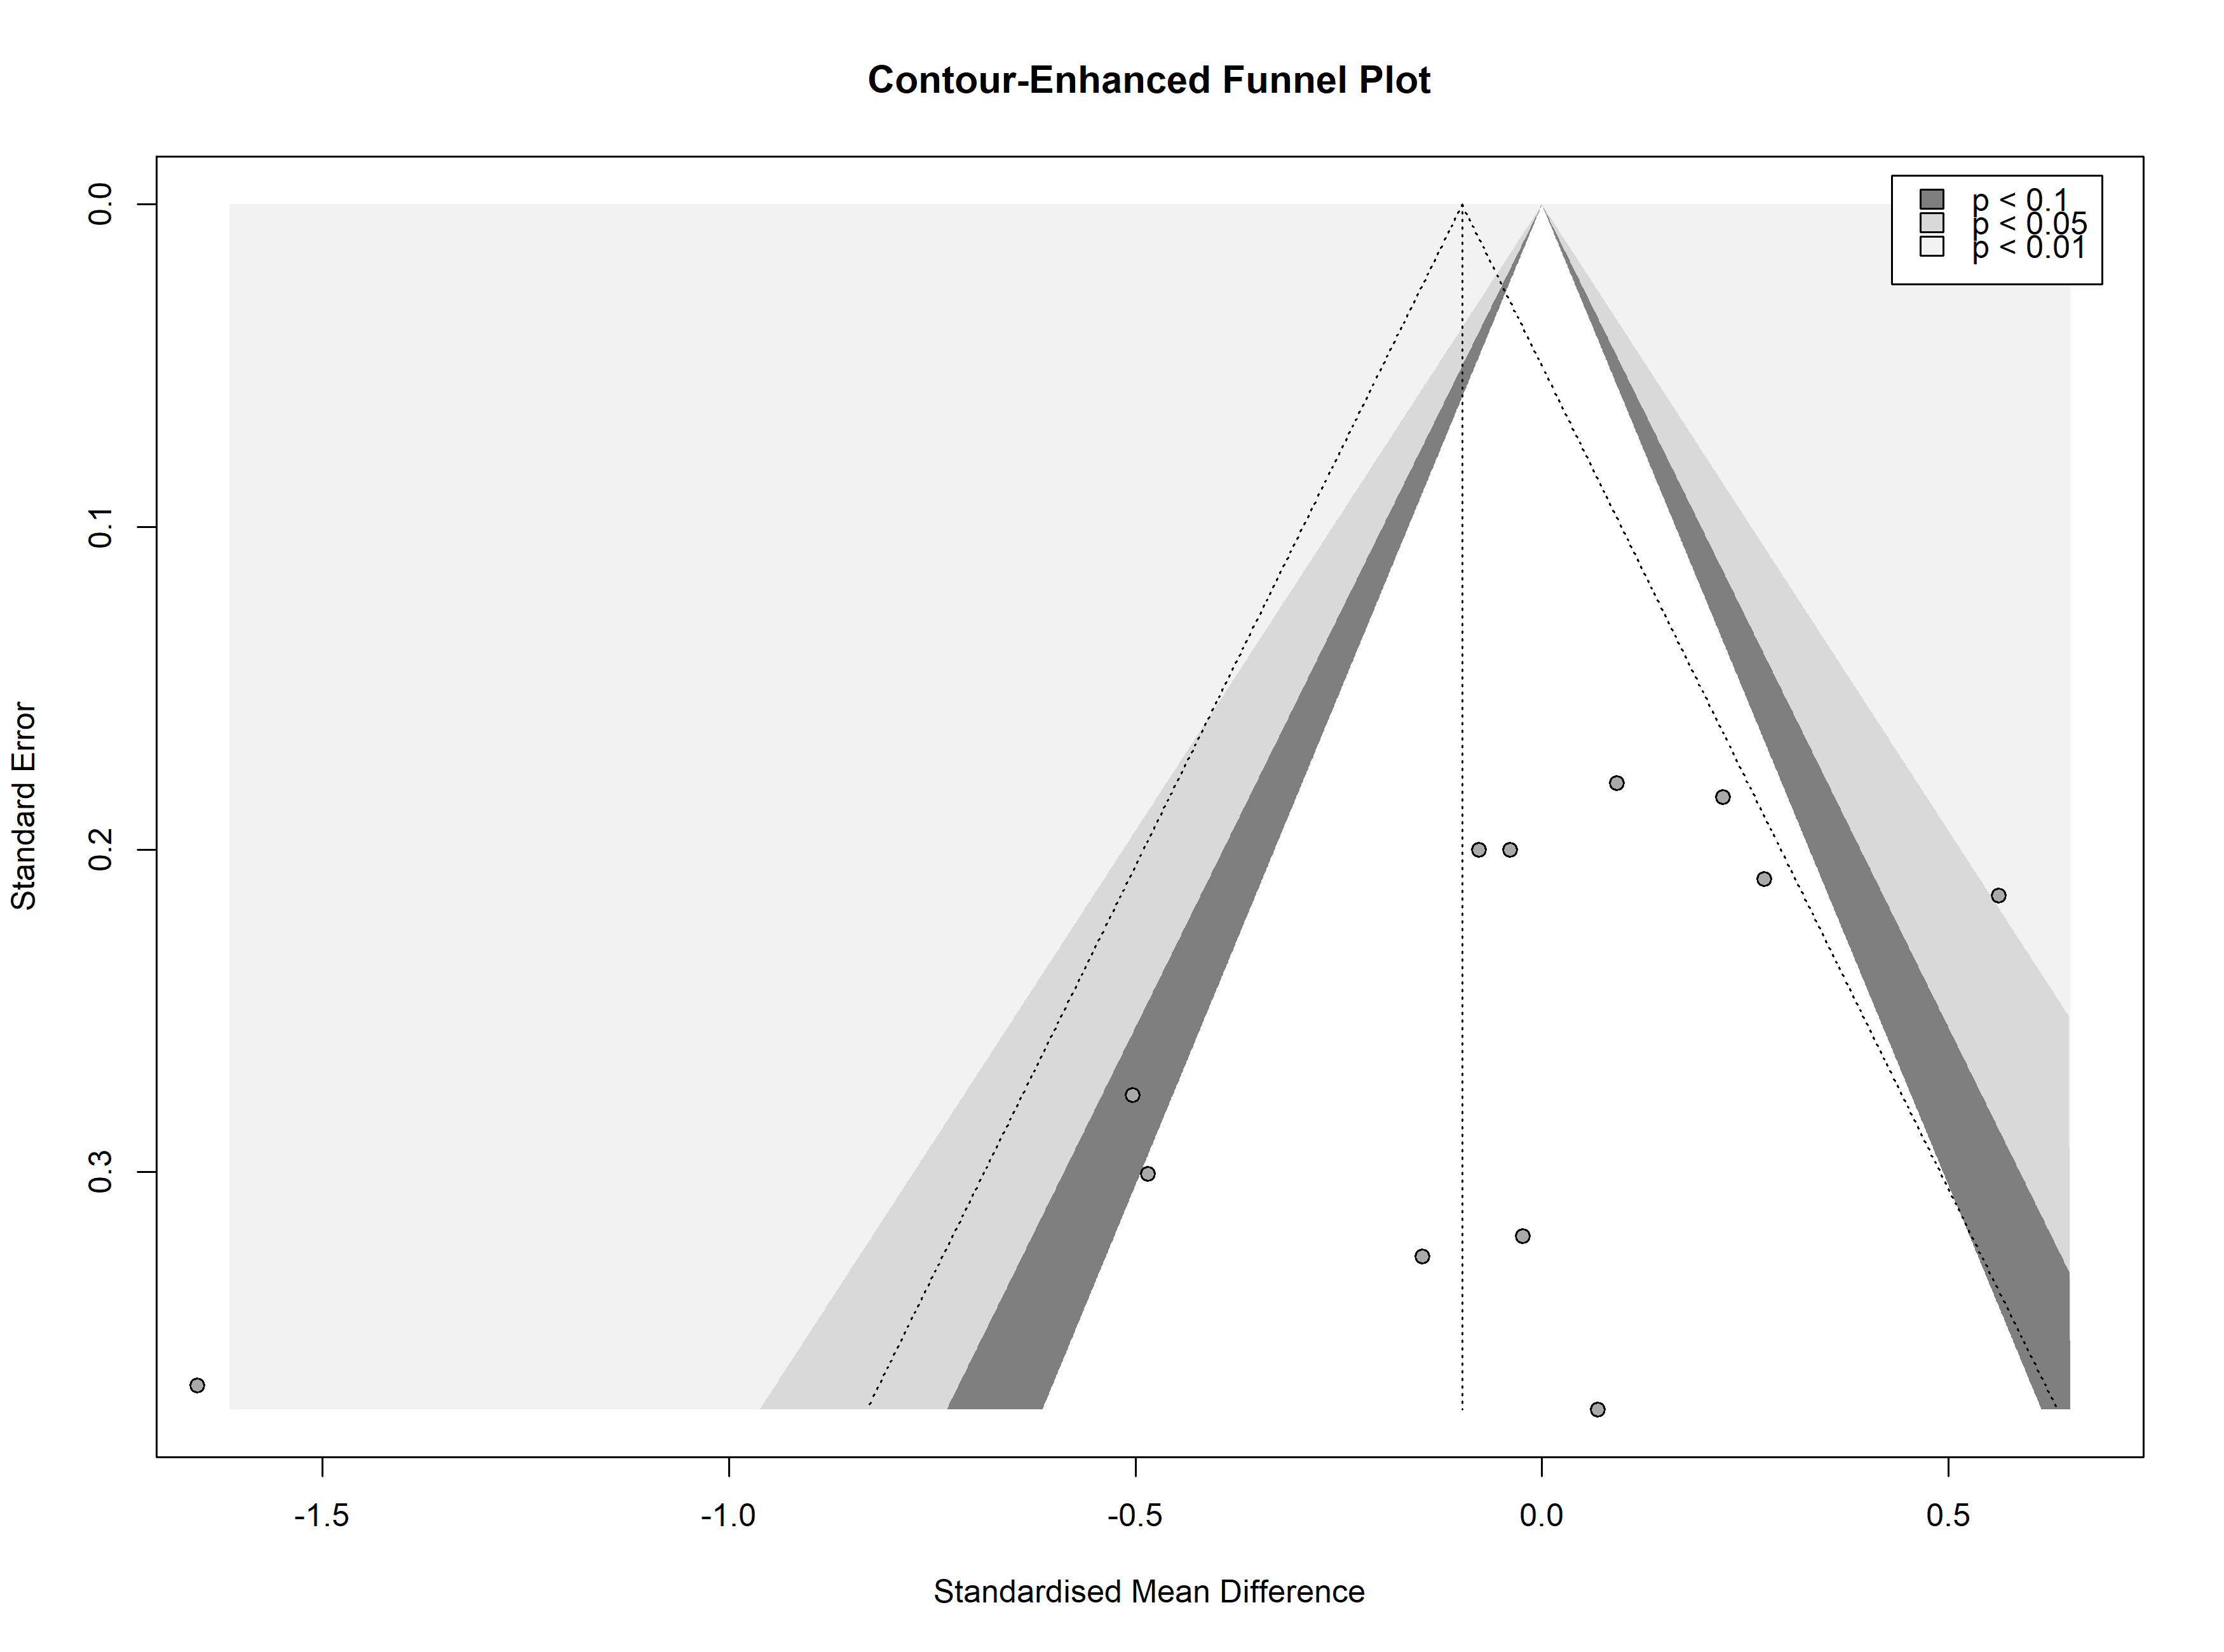 Contour-Enhanced Funnel Plot
p < 0.1
p < 0.05
p < 0.01
0.0
0.1
0.2
0.3
Standard Error
-1.5
-1.0
-0.5
0.0
0.5
Standardised Mean Difference